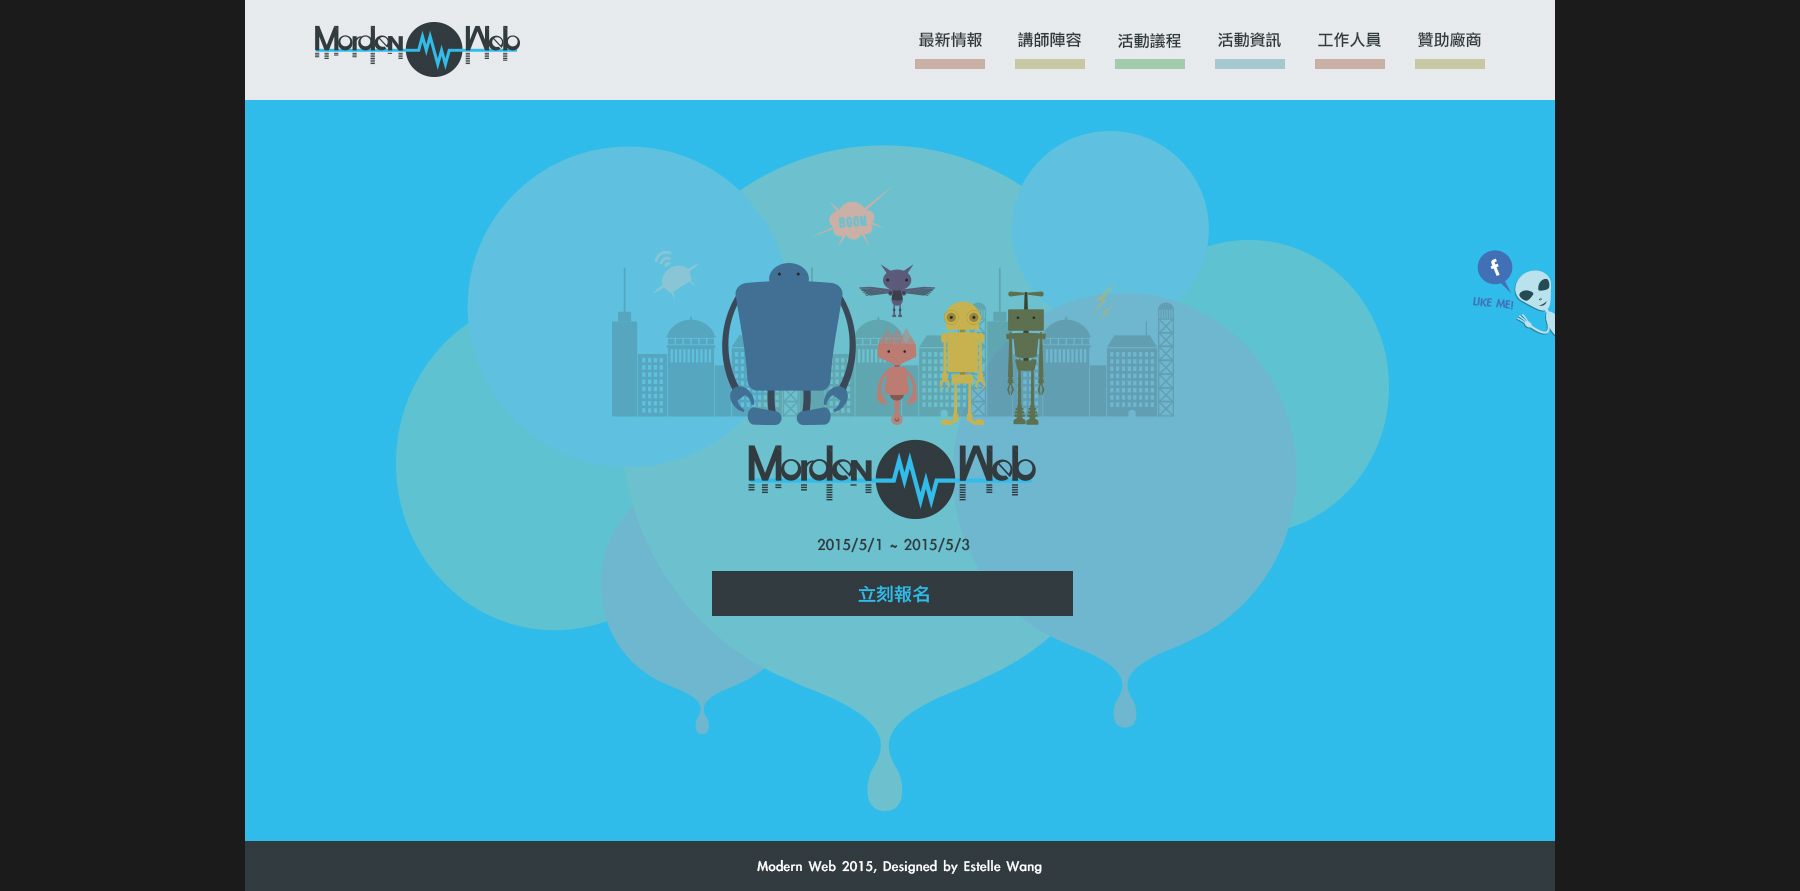 Morden Web
最新情報
講師陣容
活動議程
活動資訊
工作人員
贊助廠商
BOOM
f
LIKE ME!
Morden Web
2015/5/1 ~ 2015/5/3
立刻報名
Modern Web 2015, Designed by Estelle Wang